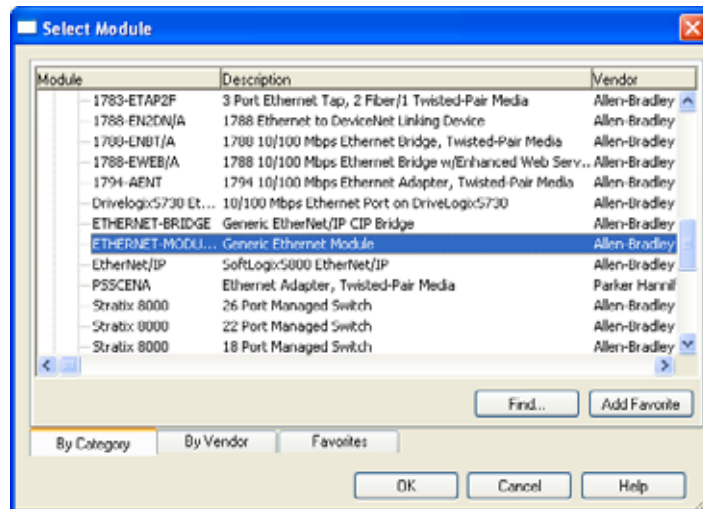 Select Module
Module Description Vendor
1783-ETAP2F 3 Port Ethernet Tap, 2 Fiber/1 Twisted-Pair Media Allen-Bradley
1788-EN2DN/A 1788 Ethernet to DeviceNet Linking Device Allen-Bradley
1788-ENBT/A 1788 10/100 Mbps Ethernet Bridge, Twisted-Pair Media Allen-Bradley
1788-EWEB/A 1788 10/100 Mbps Ethernet Bridge w/Enhanced Web Serv... Allen-Bradley
1794-AENT 1794 10/100 Mbps Ethernet Adapter, Twisted-Pair Media Allen-Bradley
DriveLogix5730 Et... 10/100 Mbps Ethernet Port on DriveLogix5730 Allen-Bradley
ETHERNET-BRIDGE Generic EtherNet/IP CIP Bridge Allen-Bradley
ETHERNET-MODU... Generic Ethernet Module Allen-Bradley
EtherNet/IP SoftLogix5800 EtherNet/IP Allen-Bradley
PSSCENA Ethernet Adapter, Twisted-Pair Media Parker Hannif
Stratix 8000 26 Port Managed Switch Allen-Bradley
Stratix 8000 22 Port Managed Switch Allen-Bradley
Stratix 8000 18 Port Managed Switch Allen-Bradley
Find... Add Favorite
By Category By Vendor Favorites
OK Cancel Help